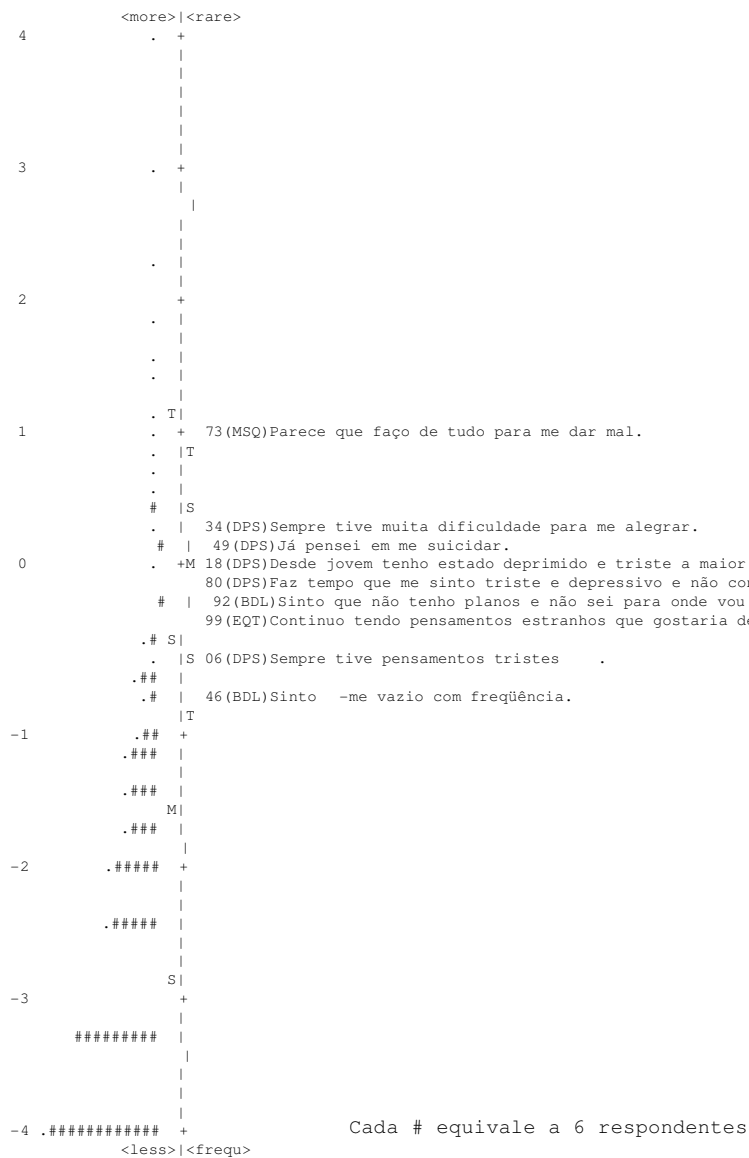 <more>|<rare>
4 . +
|
|
|
|
|
|
3 . +
|
|
|
|
. |
|
2 +
. |
|
. |
. |
|
. T|
1 . + 73(MSQ)Parece que faço de tudo para me dar mal.
. |T
. |
. |
# |S
. | 34(DPS)Sempre tive muita dificuldade para me alegrar.
# | 49(DPS)Já pensei em me suicidar.
0 . +M 18(DPS)Desde jovem tenho estado deprimido e triste a maior
80(DPS)Faz tempo que me sinto triste e depressivo e não con
# | 92(BDL)Sinto que não tenho planos e não sei para onde vou
99(EQT)Continuo tendo pensamentos estranhos que gostaria de
.# S|
. |S 06(DPS)Sempre tive pensamentos tristes .
.## |
.# | 46(BDL)Sinto -me vazio com freqüência.
|T
-1 .## +
.### |
|
.### |
M|
.### |
|
-2 .##### +
|
|
.##### |
|
|
S|
-3 +
|
######### |
|
|
|
|
-4 .############ + Cada # equivale a 6 respondentes
<less>|<frequ>